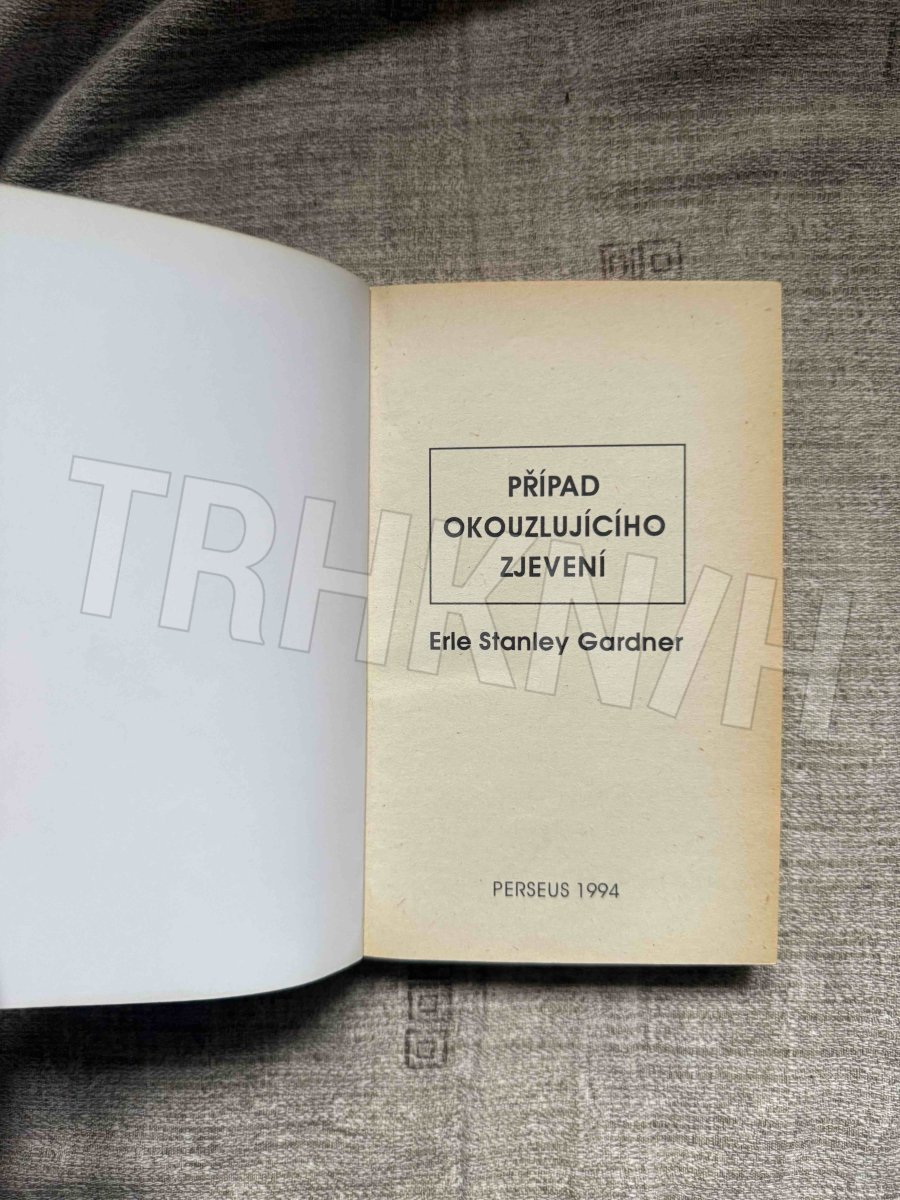 PŘÍPAD
OKOUZLUJÍCÍHO
ZJEVENÍ
Erle Stanley Gardner
PERSEUS 1994
TRHKNIH